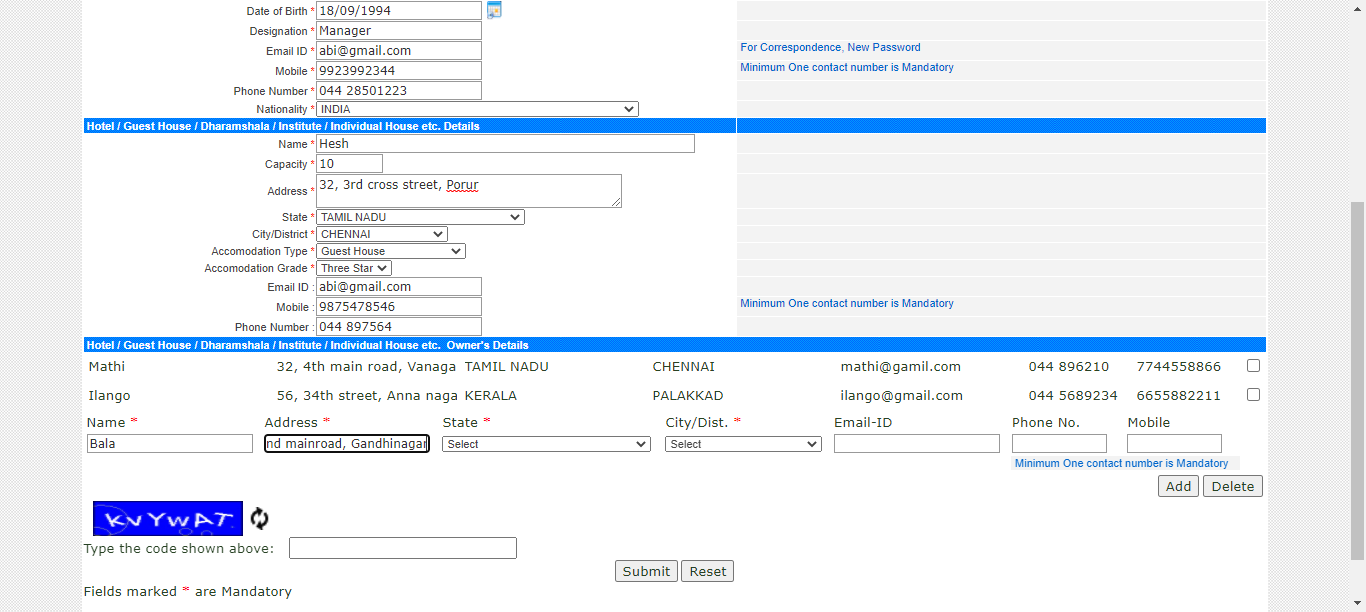 Date of Birth * 18/09/1994
Designation * Manager
Email ID * abi@gmail.com For Correspondence, New Password
Mobile * 9923992344 Minimum One contact number is Mandatory
Phone Number * 044 28501223
Nationality * INDIA
Hotel / Guest House / Dharamshala / Institute / Individual House etc. Details
Name * Hesh
Capacity * 10
Address * 32, 3rd cross street, Porur
State * TAMIL NADU
City/District * CHENNAI
Accomodation Type * Guest House
Accomodation Grade * Three Star
Email ID : abi@gmail.com
Mobile : 9875478546 Minimum One contact number is Mandatory
Phone Number : 044 897564
Hotel / Guest House / Dharamshala / Institute / Individual House etc. Owner's Details
Mathi 32, 4th main road, Vanaga TAMIL NADU CHENNAI mathi@gamil.com 044 896210 7744558866
Ilango 56, 34th street, Anna naga KERALA PALAKKAD ilango@gmail.com 044 5689234 6655882211
Name * Address * State * City/Dist. * Email-ID Phone No. Mobile
Bala nd mainroad, Gandhinagar Select Select
Minimum One contact number is Mandatory
Add Delete
KvYWAT
Type the code shown above:
Submit Reset
Fields marked * are Mandatory